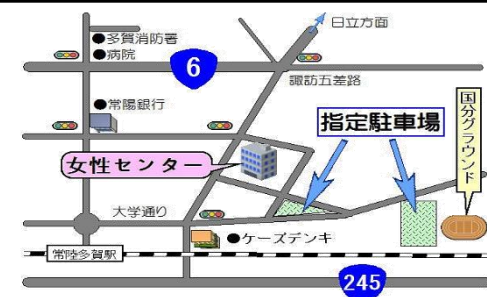 日立方面
●多賀消防署
●病院
6
諏訪五差路
●常陽銀行
指定駐車場
国分グラウンド
女性センター
大学通り
●ケーズデンキ
常陸多賀駅
245